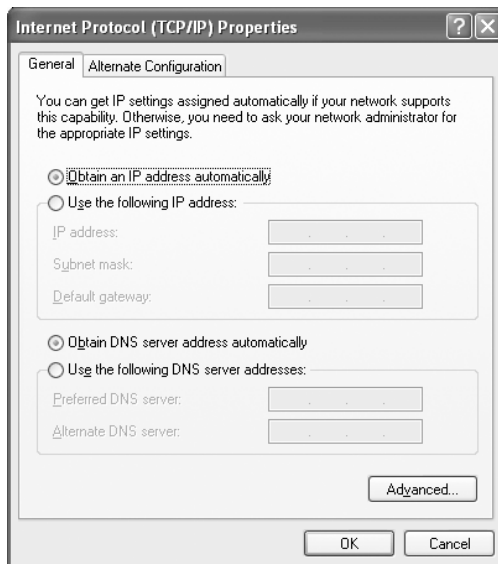 Internet Protocol (TCP/IP) Properties
General
Alternate Configuration
You can get IP settings assigned automatically if your network supports
this capability. Otherwise, you need to ask your network administrator for
the appropriate IP settings.
Obtain an IP address automatically
Use the following IP address:
IP address:
Subnet mask:
Default gateway:
Obtain DNS server address automatically
Use the following DNS server addresses:
Preferred DNS server:
Alternate DNS server:
Advanced...
OK
Cancel